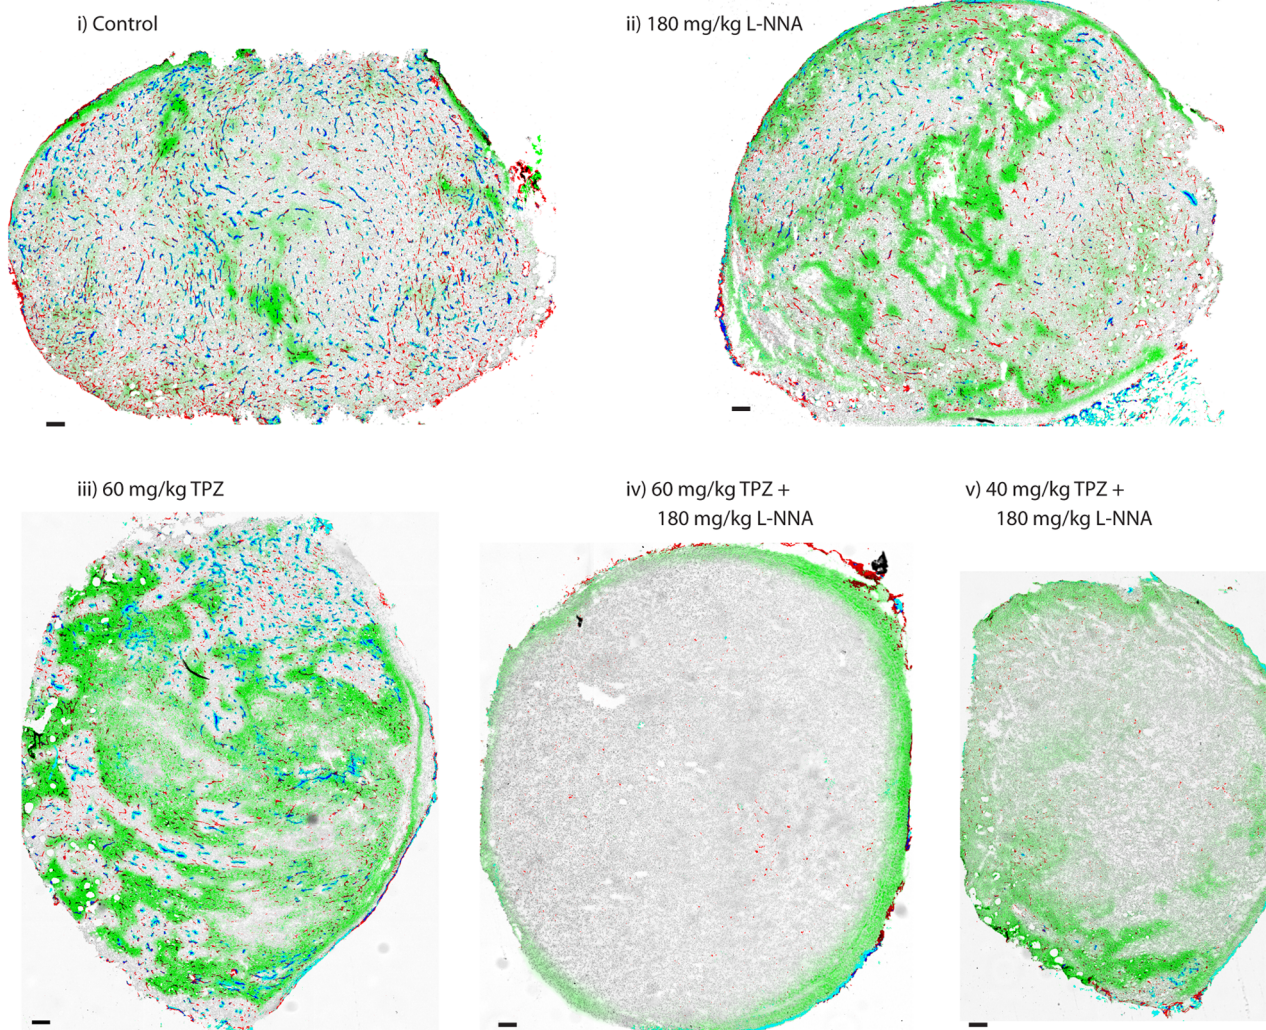 i) Control
ii) 180 mg/kg L-NNA
iii) 60 mg/kg TPZ
iv) 60 mg/kg TPZ +
180 mg/kg L-NNA
v) 40 mg/kg TPZ +
180 mg/kg L-NNA